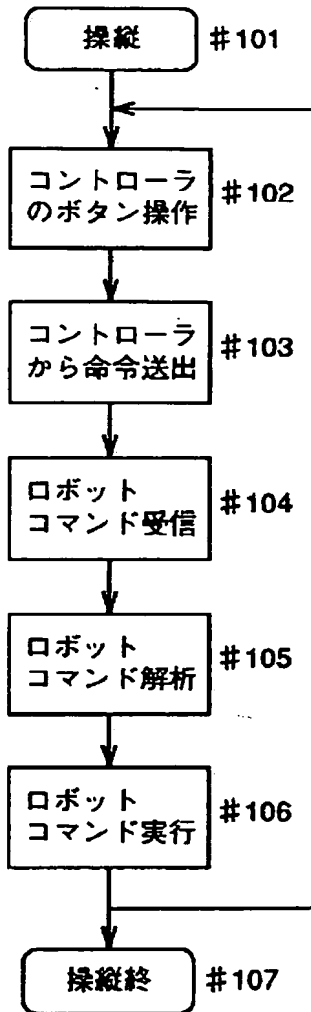 操縦 #101
コントローラ
のボタン操作 #102
コントローラ
から命令送出 #103
ロボット
コマンド受信 #104
ロボット
コマンド解析 #105
ロボット
コマンド実行 #106
操縦終 #107